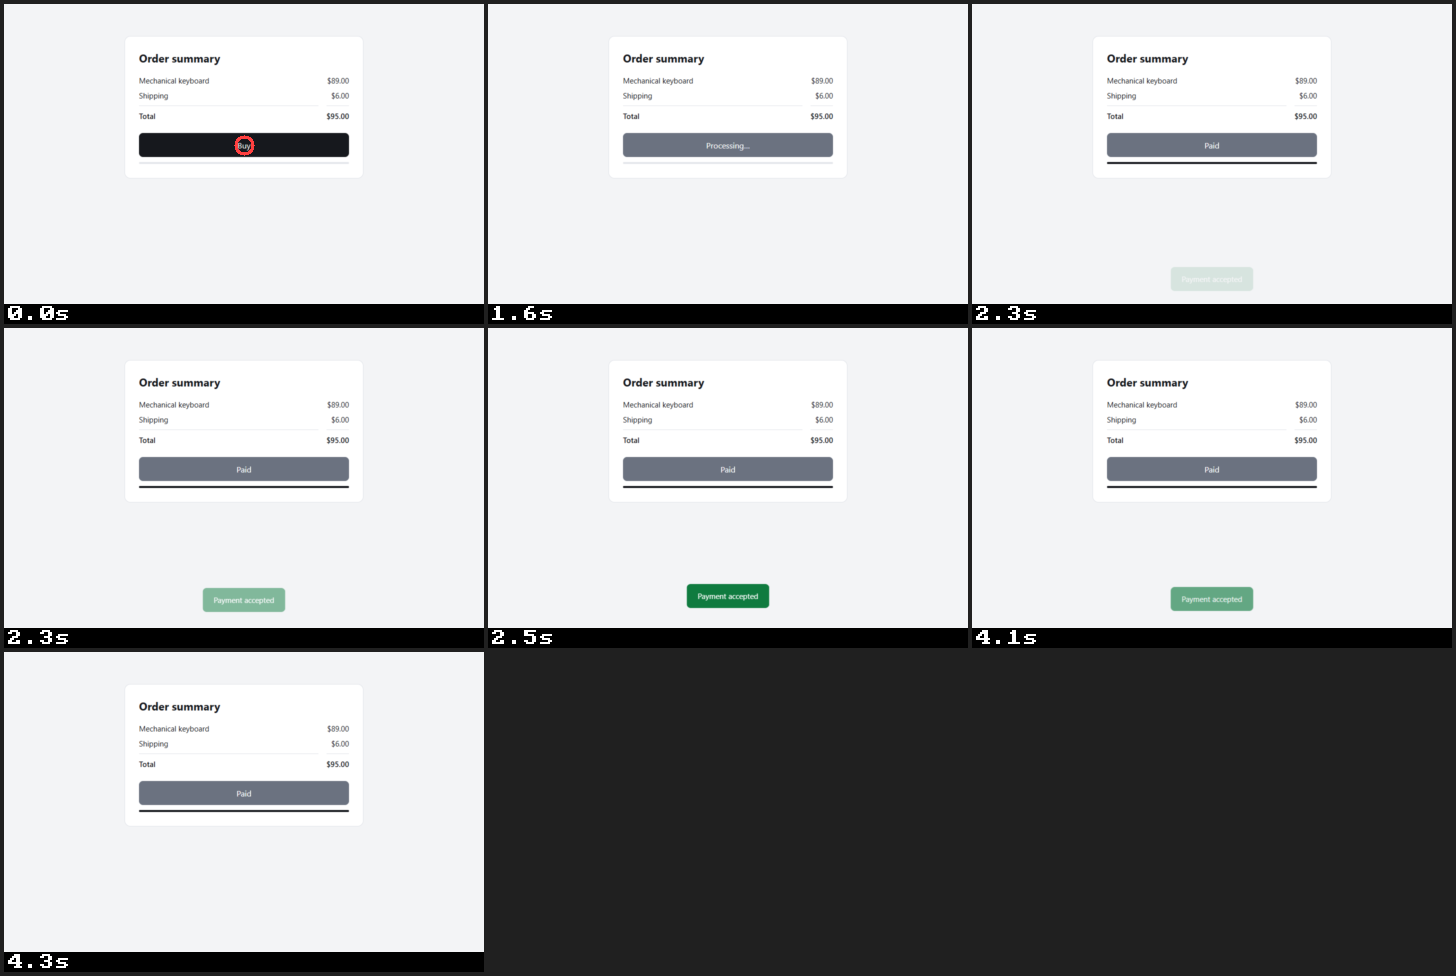 Order summary
Mechanical keyboard $89.00
Shipping $6.00
Total $95.00
Buy
0.0s
Order summary
Mechanical keyboard $89.00
Shipping $6.00
Total $95.00
Processing...
1.6s
Order summary
Mechanical keyboard $89.00
Shipping $6.00
Total $95.00
Paid
Payment accepted
2.3s
Order summary
Mechanical keyboard $89.00
Shipping $6.00
Total $95.00
Paid
Payment accepted
2.3s
Order summary
Mechanical keyboard $89.00
Shipping $6.00
Total $95.00
Paid
Payment accepted
2.5s
Order summary
Mechanical keyboard $89.00
Shipping $6.00
Total $95.00
Paid
Payment accepted
4.1s
Order summary
Mechanical keyboard $89.00
Shipping $6.00
Total $95.00
Paid
4.3s